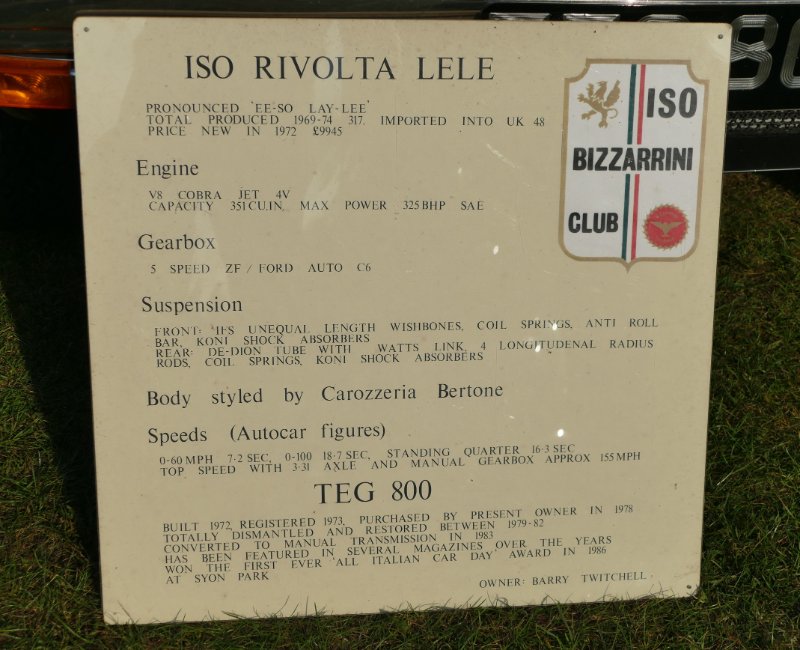 ISO RIVOLTA LELE
PRONOUNCED 'EE-SO LAY-LEE'
TOTAL PRODUCED 1969-74 317. IMPORTED INTO UK 48
PRICE NEW IN 1972 £9945
Engine
V8 COBRA JET 4V
CAPACITY 351CU.IN, MAX POWER 325BHP SAE
Gearbox
5 SPEED ZF / FORD AUTO C6
Suspension
FRONT: 'IFS UNEQUAL LENGTH WISHBONES, COIL SPRINGS, ANTI ROLL
BAR, KONI SHOCK ABSORBERS
REAR: DE-DION TUBE WITH WATTS LINK, 4 LONGITUDENAL RADIUS
RODS, COIL SPRINGS, KONI SHOCK ABSORBERS
Body styled by Carozzeria Bertone
Speeds (Autocar figures)
0-60MPH 7·2 SEC, 0-100 18·7 SEC, STANDING QUARTER 16·3 SEC
TOP SPEED WITH 3·31 AXLE AND MANUAL GEARBOX APPROX 155MPH
TEG 800
BUILT 1972, REGISTERED 1973, PURCHASED BY PRESENT OWNER IN 1978
TOTALLY DISMANTLED AND RESTORED BETWEEN 1979-82
CONVERTED TO MANUAL TRANSMISSION IN 1983
HAS BEEN FEATURED IN SEVERAL MAGAZINES OVER THE YEARS
WON THE FIRST EVER 'ALL ITALIAN CAR DAY' AWARD IN 1986
AT SYON PARK
OWNER: BARRY TWITCHELL
ISO
BIZZARRINI
CLUB